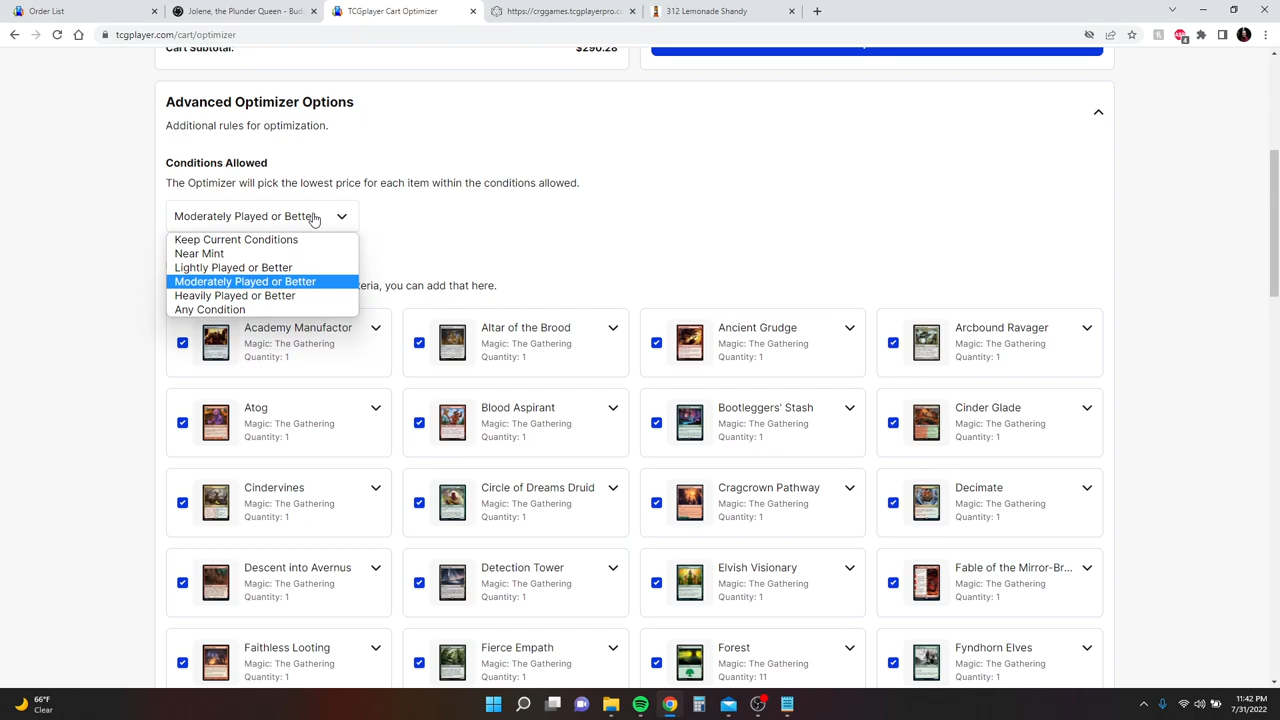 Order List
Jolene, the Plunder Queen - Bud
TCGplayer Cart Optimizer
https://crggames.tcgplayerpro.c
312 Lemonade Shandy
tcgplayer.com/cart/optimizer
Cart Subtotal:
$290.28
Advanced Optimizer Options
Additional rules for optimization.
Conditions Allowed
The Optimizer will pick the lowest price for each item within the conditions allowed.
Moderately Played or Better
Keep Current Conditions
Near Mint
Lightly Played or Better
Moderately Played or Better
Heavily Played or Better
Any Condition
eria, you can add that here.
Academy Manufactor
Magic: The Gathering
Quantity: 1
Altar of the Brood
Magic: The Gathering
Quantity: 1
Ancient Grudge
Magic: The Gathering
Quantity: 1
Arcbound Ravager
Magic: The Gathering
Quantity: 1
Atog
Magic: The Gathering
Quantity: 1
Blood Aspirant
Magic: The Gathering
Quantity: 1
Bootleggers' Stash
Magic: The Gathering
Quantity: 1
Cinder Glade
Magic: The Gathering
Quantity: 1
Cindervines
Magic: The Gathering
Quantity: 1
Circle of Dreams Druid
Magic: The Gathering
Quantity: 1
Cragcrown Pathway
Magic: The Gathering
Quantity: 1
Decimate
Magic: The Gathering
Quantity: 1
Descent into Avernus
Magic: The Gathering
Quantity: 1
Detection Tower
Magic: The Gathering
Quantity: 1
Elvish Visionary
Magic: The Gathering
Quantity: 1
Fable of the Mirror-Br...
Magic: The Gathering
Quantity: 1
Faithless Looting
Magic: The Gathering
Quantity: 1
Fierce Empath
Magic: The Gathering
Quantity: 1
Forest
Magic: The Gathering
Quantity: 11
Fyndhorn Elves
Magic: The Gathering
Quantity: 1
66°F
Clear
11:42 PM
7/31/2022